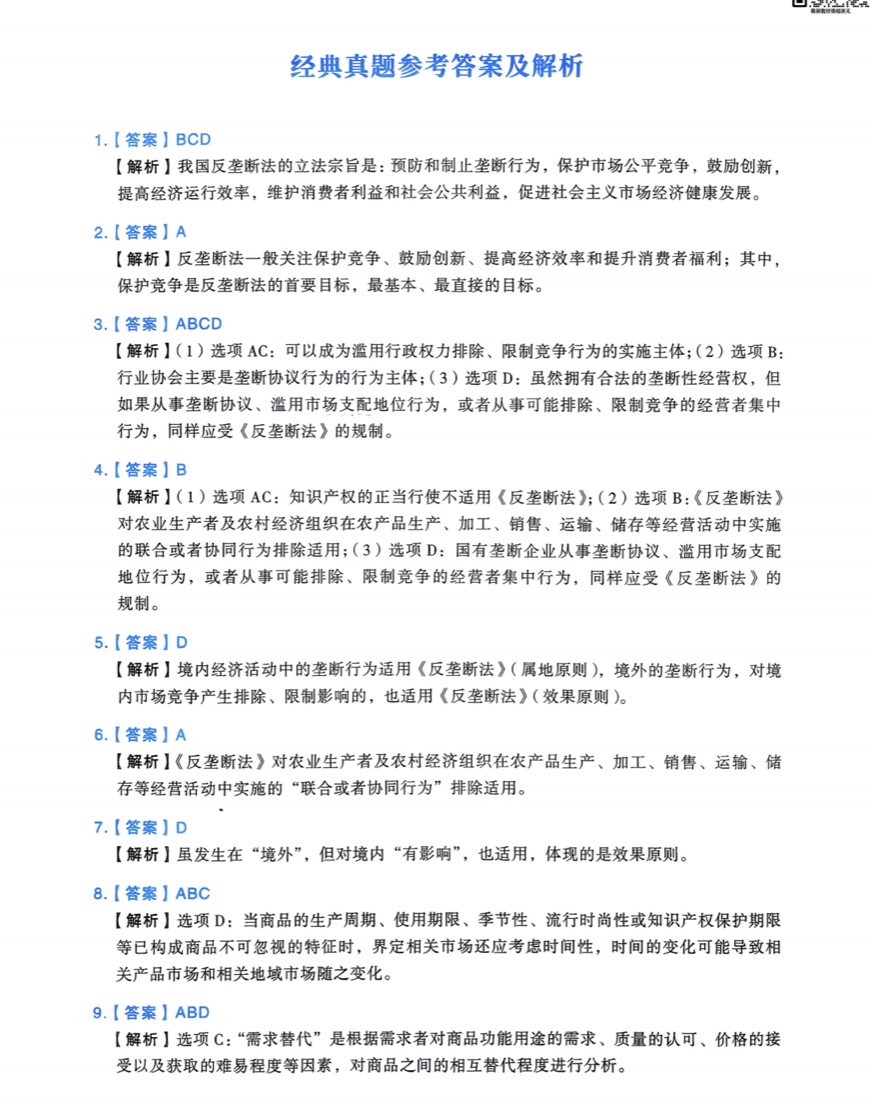 经典真题参考答案及解析
1.【答案】BCD
【解析】我国反垄断法的立法宗旨是：预防和制止垄断行为，保护市场公平竞争，鼓励创新，
提高经济运行效率，维护消费者利益和社会公共利益，促进社会主义市场经济健康发展。
2.【答案】A
【解析】反垄断法一般关注保护竞争、鼓励创新、提高经济效率和提升消费者福利；其中，
保护竞争是反垄断法的首要目标，最基本、最直接的目标。
3.【答案】ABCD
【解析】（1）选项 AC：可以成为滥用行政权力排除、限制竞争行为的实施主体；（2）选项 B：
行业协会主要是垄断协议行为的行为主体；（3）选项 D：虽然拥有合法的垄断性经营权，但
如果从事垄断协议、滥用市场支配地位行为，或者从事可能排除、限制竞争的经营者集中
行为，同样应受《反垄断法》的规制。
4.【答案】B
【解析】（1）选项 AC：知识产权的正当行使不适用《反垄断法》；（2）选项 B：《反垄断法》
对农业生产者及农村经济组织在农产品生产、加工、销售、运输、储存等经营活动中实施
的联合或者协同行为排除适用；（3）选项 D：国有垄断企业从事垄断协议、滥用市场支配
地位行为，或者从事可能排除、限制竞争的经营者集中行为，同样应受《反垄断法》的
规制。
5.【答案】D
【解析】境内经济活动中的垄断行为适用《反垄断法》（属地原则），境外的垄断行为，对境
内市场竞争产生排除、限制影响的，也适用《反垄断法》（效果原则）。
6.【答案】A
【解析】《反垄断法》对农业生产者及农村经济组织在农产品生产、加工、销售、运输、储
存等经营活动中实施的“联合或者协同行为”排除适用。
7.【答案】D
【解析】虽发生在“境外”，但对境内“有影响”，也适用，体现的是效果原则。
8.【答案】ABC
【解析】选项 D：当商品的生产周期、使用期限、季节性、流行时尚性或知识产权保护期限
等已构成商品不可忽视的特征时，界定相关市场还应考虑时间性，时间的变化可能导致相
关产品市场和相关地域市场随之变化。
9.【答案】ABD
【解析】选项 C：“需求替代”是根据需求者对商品功能用途的需求、质量的认可、价格的接
受以及获取的难易程度等因素，对商品之间的相互替代程度进行分析。